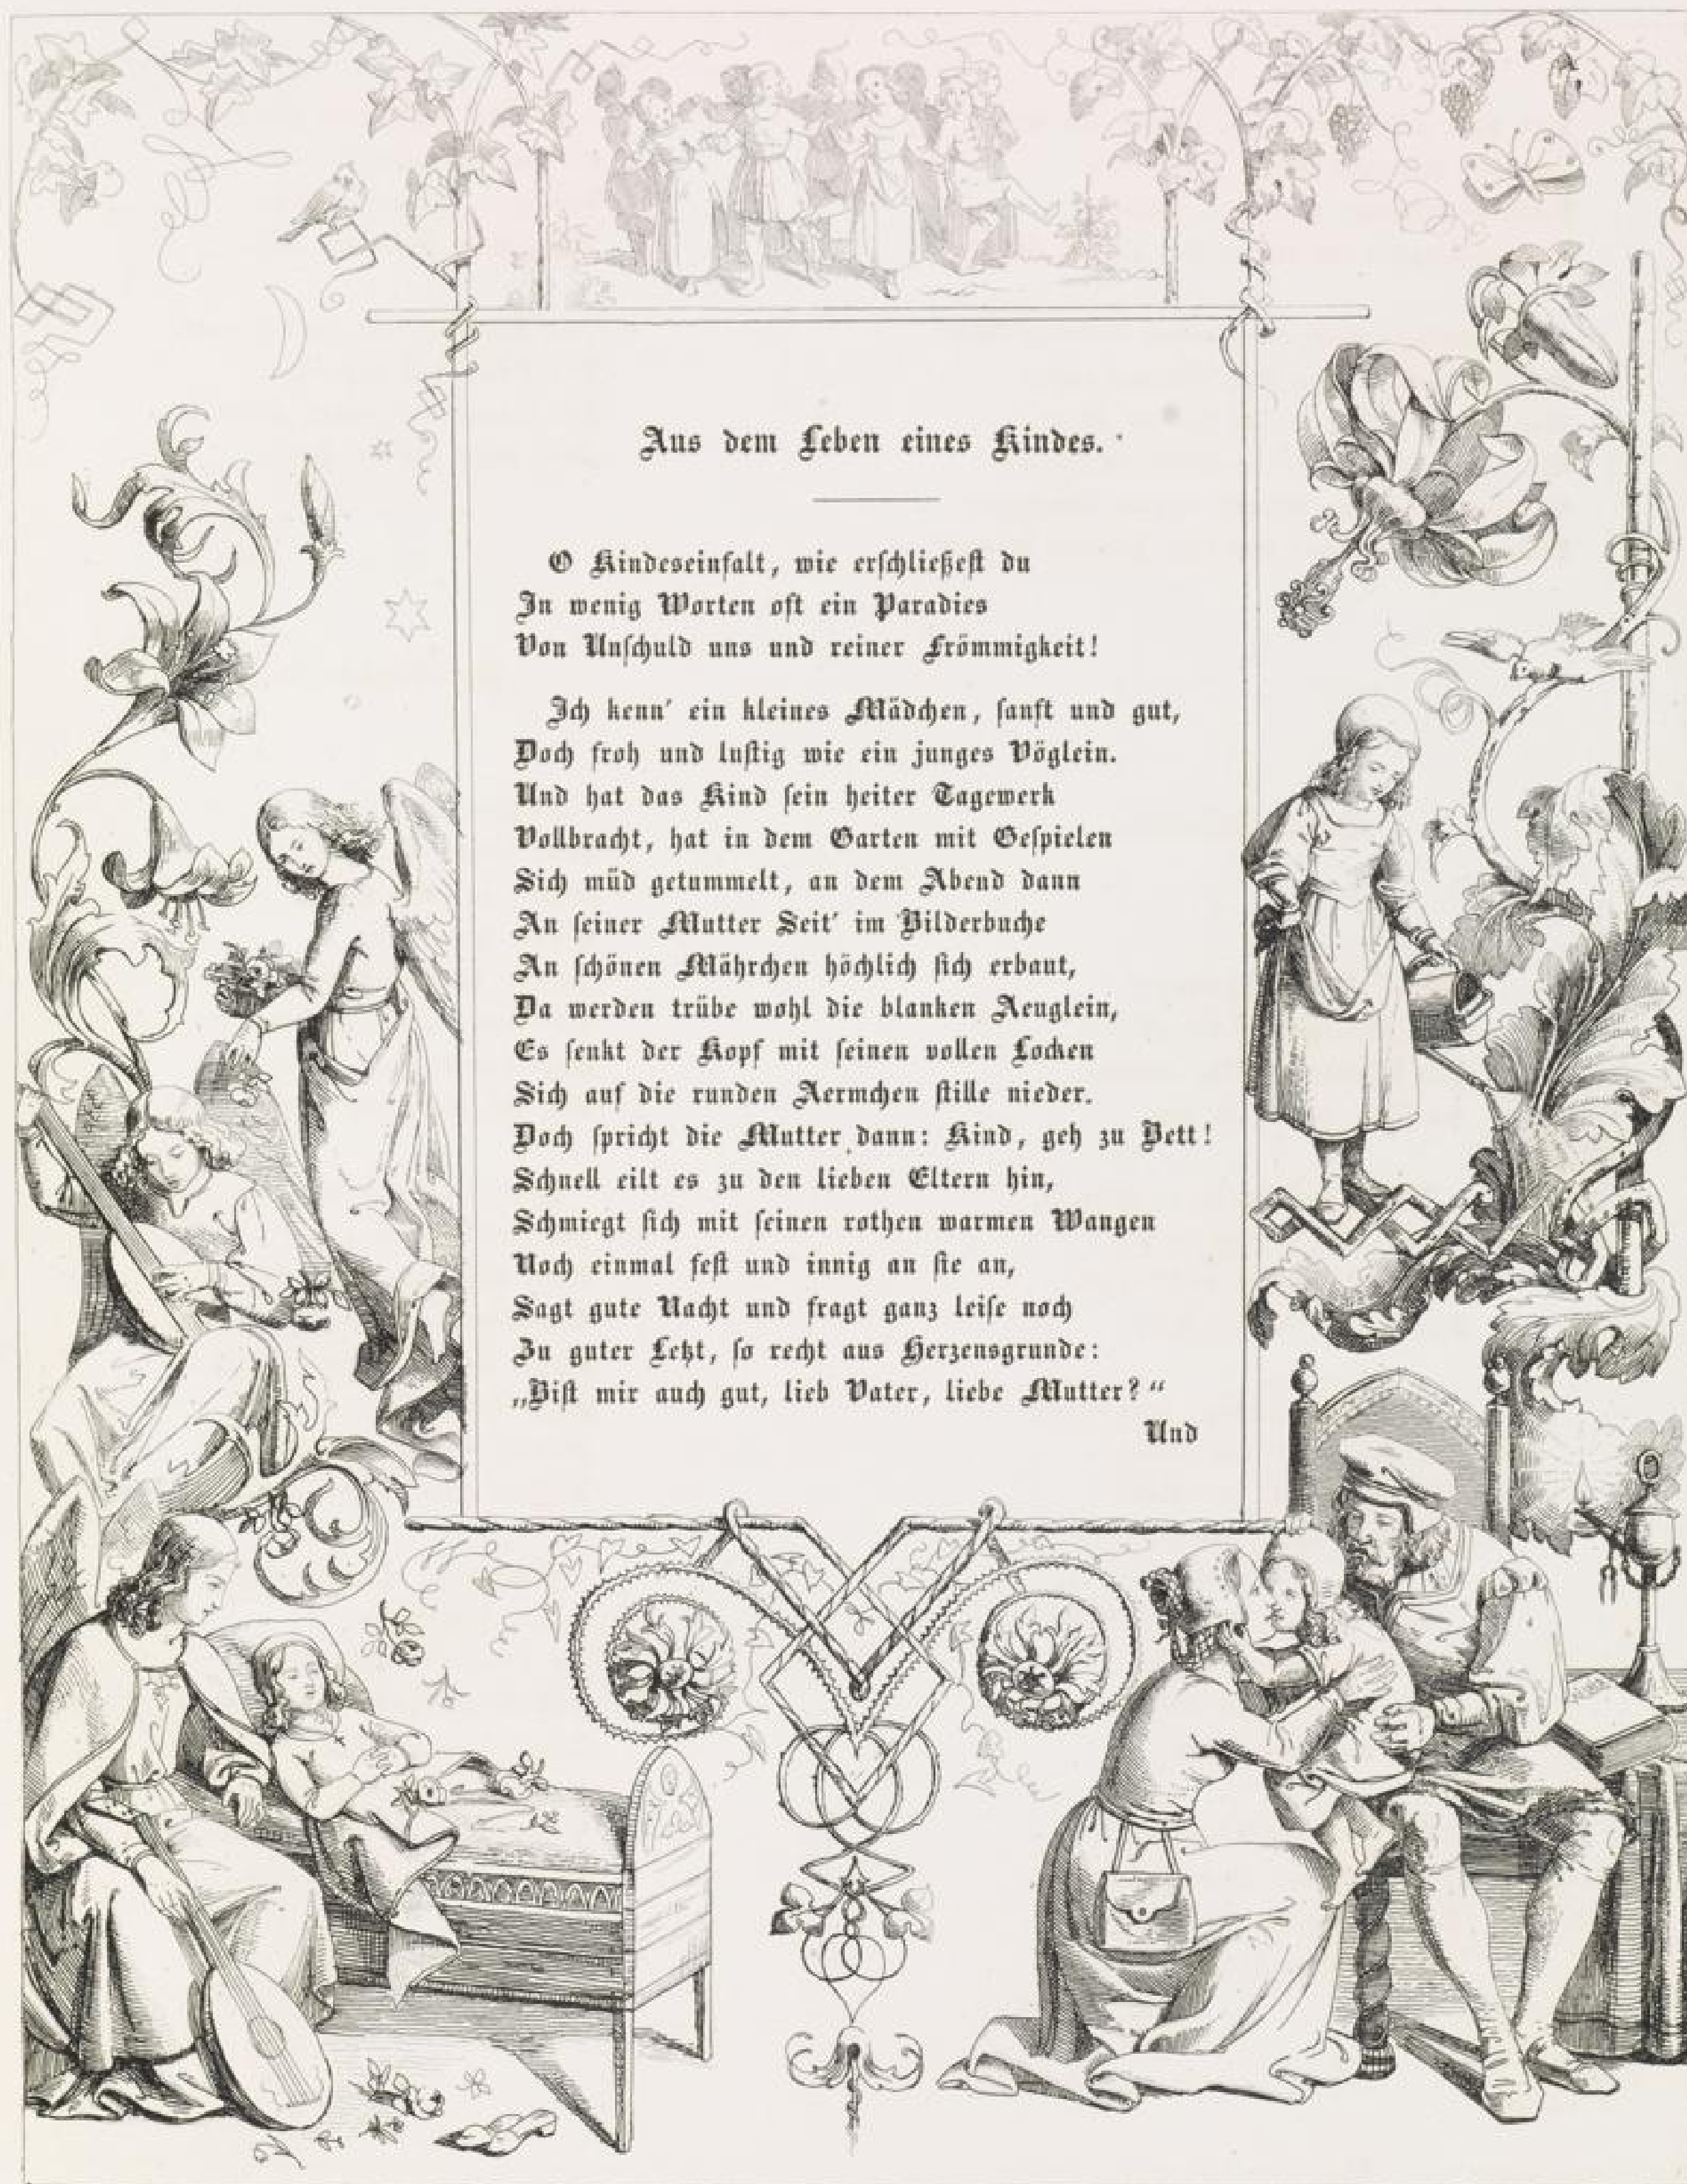 Aus dem Leben eines Kindes.
O Kindeseinfalt, wie erſchließeſt du
In wenig Worten oft ein Paradies
Von Unſchuld uns und reiner Frömmigkeit!
Ich kenn' ein kleines Mädchen, ſanft und gut,
Doch froh und luſtig wie ein junges Vöglein.
Und hat das Kind ſein heiter Tagewerk
Vollbracht, hat in dem Garten mit Geſpielen
Sich müd getummelt, an dem Abend dann
An ſeiner Mutter Seit' im Bilderbuche
An ſchönen Mährchen höchlich ſich erbaut,
Da werden trübe wohl die blanken Aeuglein,
Es ſenkt der Kopf mit ſeinen vollen Locken
Sich auf die runden Aermchen ſtille nieder.
Doch ſpricht die Mutter dann: Kind, geh zu Bett!
Schnell eilt es zu den lieben Eltern hin,
Schmiegt ſich mit ſeinen rothen warmen Wangen
Noch einmal feſt und innig an ſie an,
Sagt gute Nacht und fragt ganz leiſe noch
Zu guter Letzt, ſo recht aus Herzensgrunde:
„Biſt mir auch gut, lieb Vater, liebe Mutter?“
Und